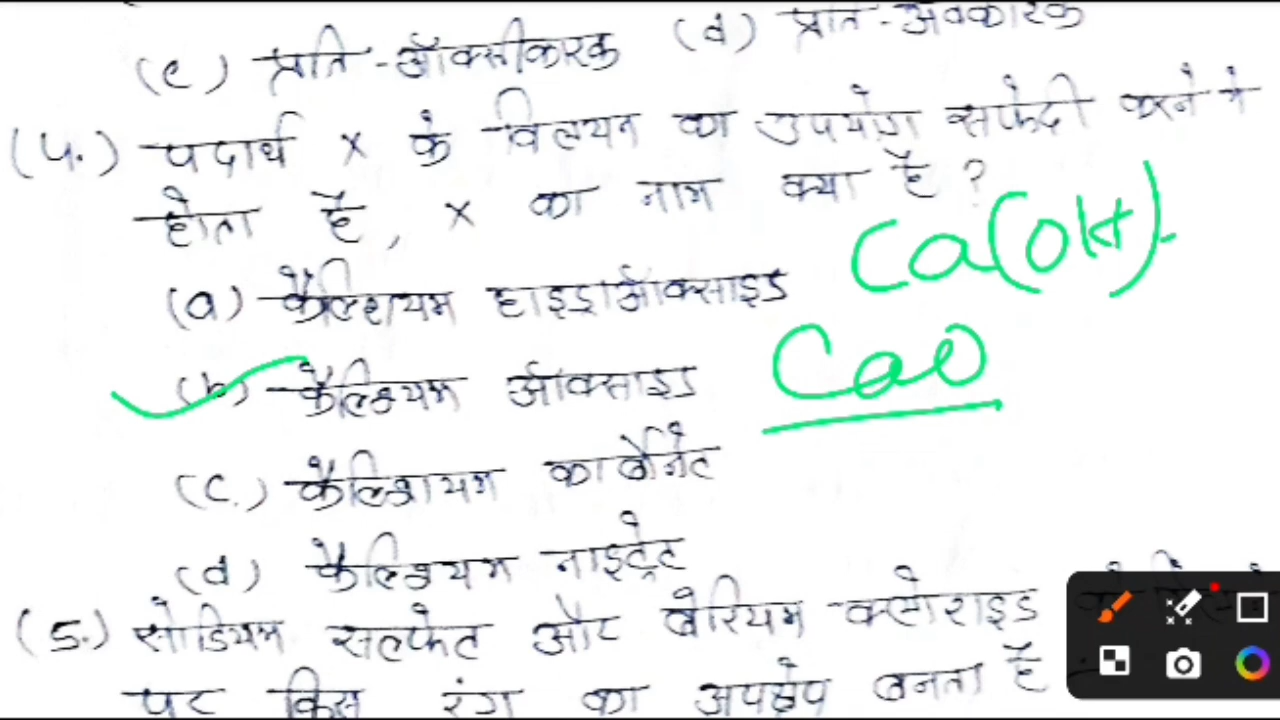 (c) प्रति-ऑक्सीकारक (d) प्रति-अवकारक
(4.) पदार्थ x के विलयन का उपयोग सफेदी करने मे
होता है, x का नाम क्या है ?
(a) कैल्शियम हाइड्रोऑक्साइड Ca(OH).
(b) कैल्शियम ऑक्साइड CaO
(c.) कैल्शियम कार्बोनेट
(d) कैल्शियम नाइट्रेट
(5.) सोडियम सल्फेट और बेरियम क्लोराइड
पर किस रंग का अवक्षेप बनता है